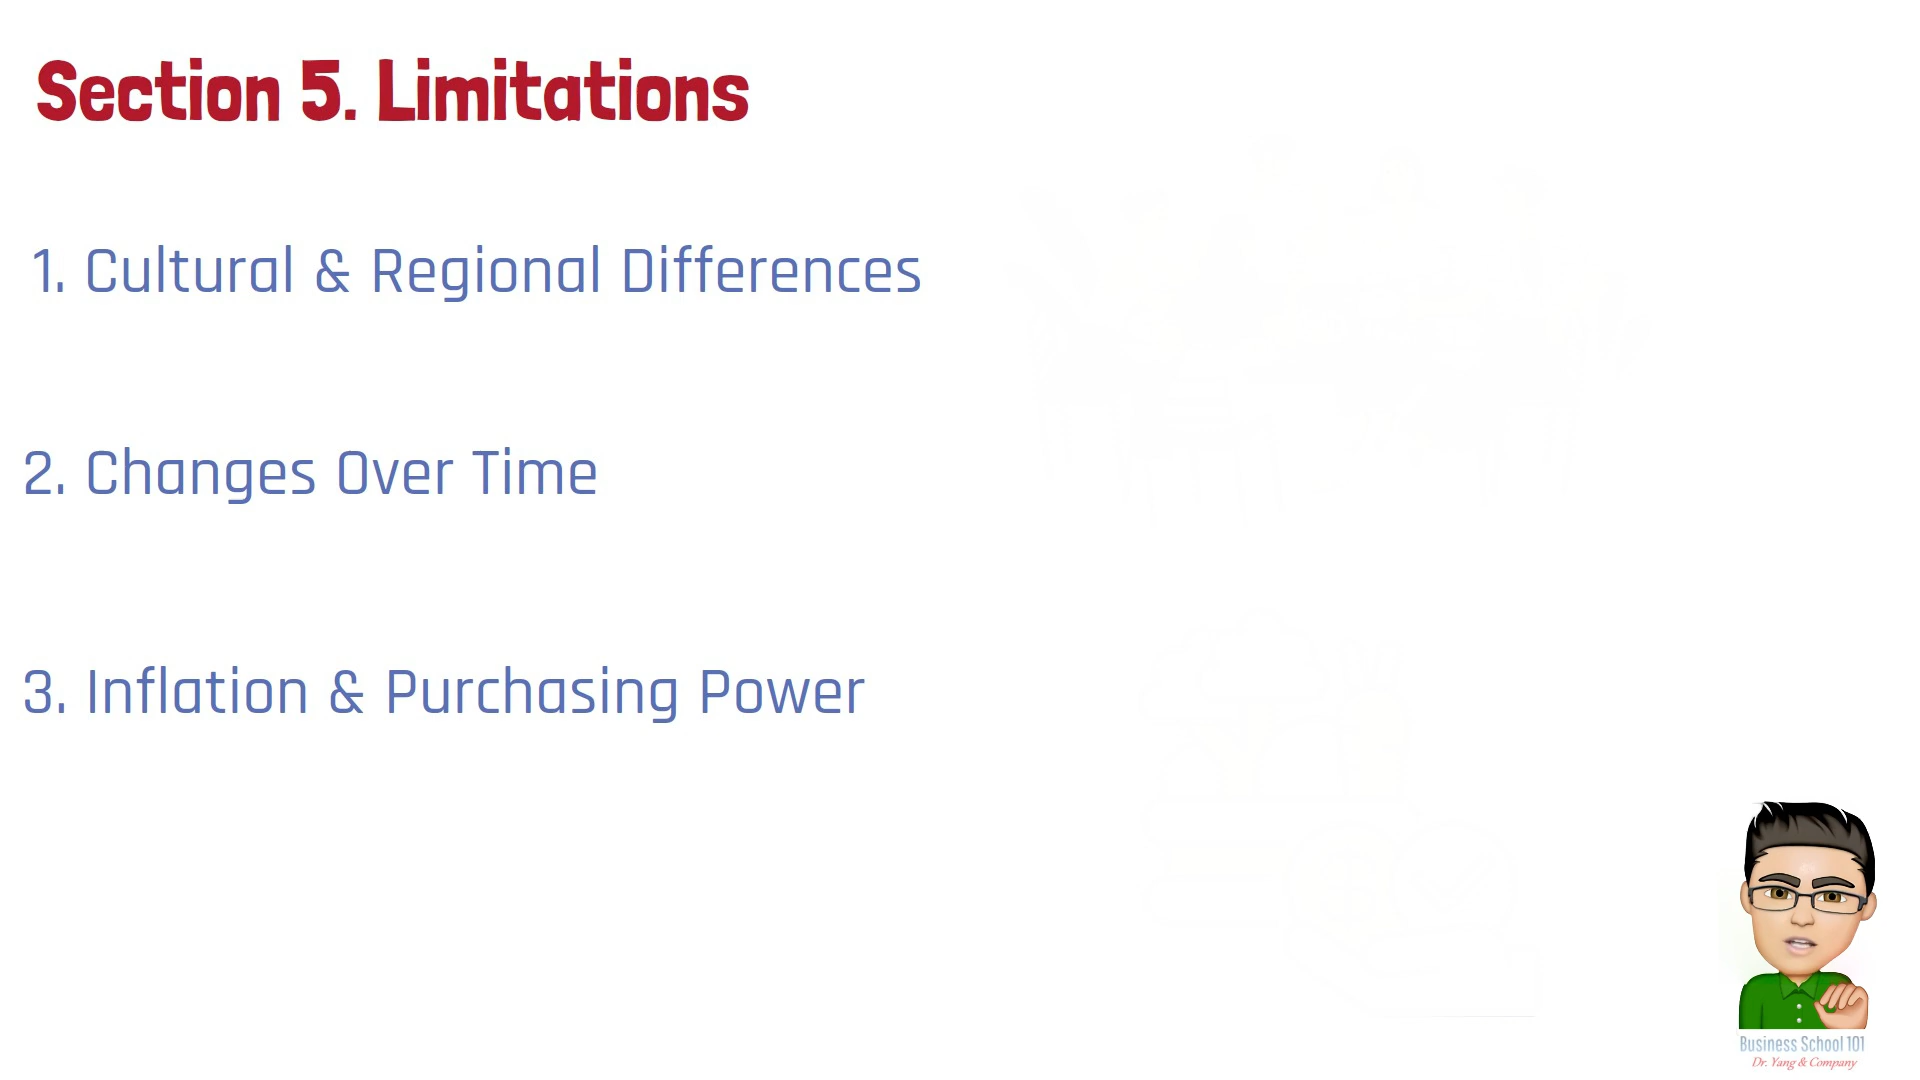 Section 5. Limitations
1. Cultural & Regional Differences
2. Changes Over Time
3. Inflation & Purchasing Power
Business School 101
Dr. Yang & Company